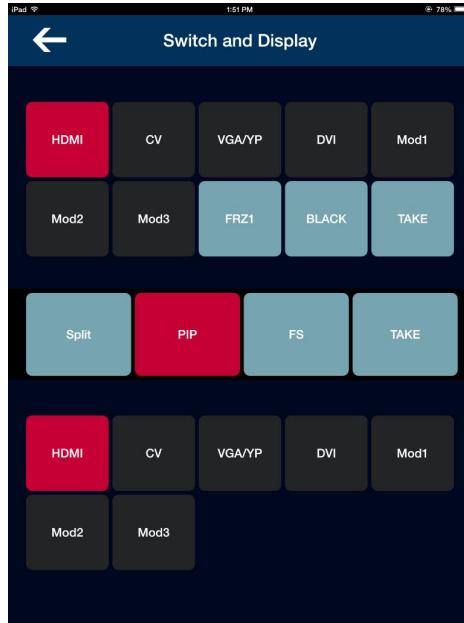 iPad 1:51 PM 78%
Switch and Display
HDMI CV VGA/YP DVI Mod1
Mod2 Mod3 FRZ1 BLACK TAKE
Split PIP FS TAKE
HDMI CV VGA/YP DVI Mod1
Mod2 Mod3